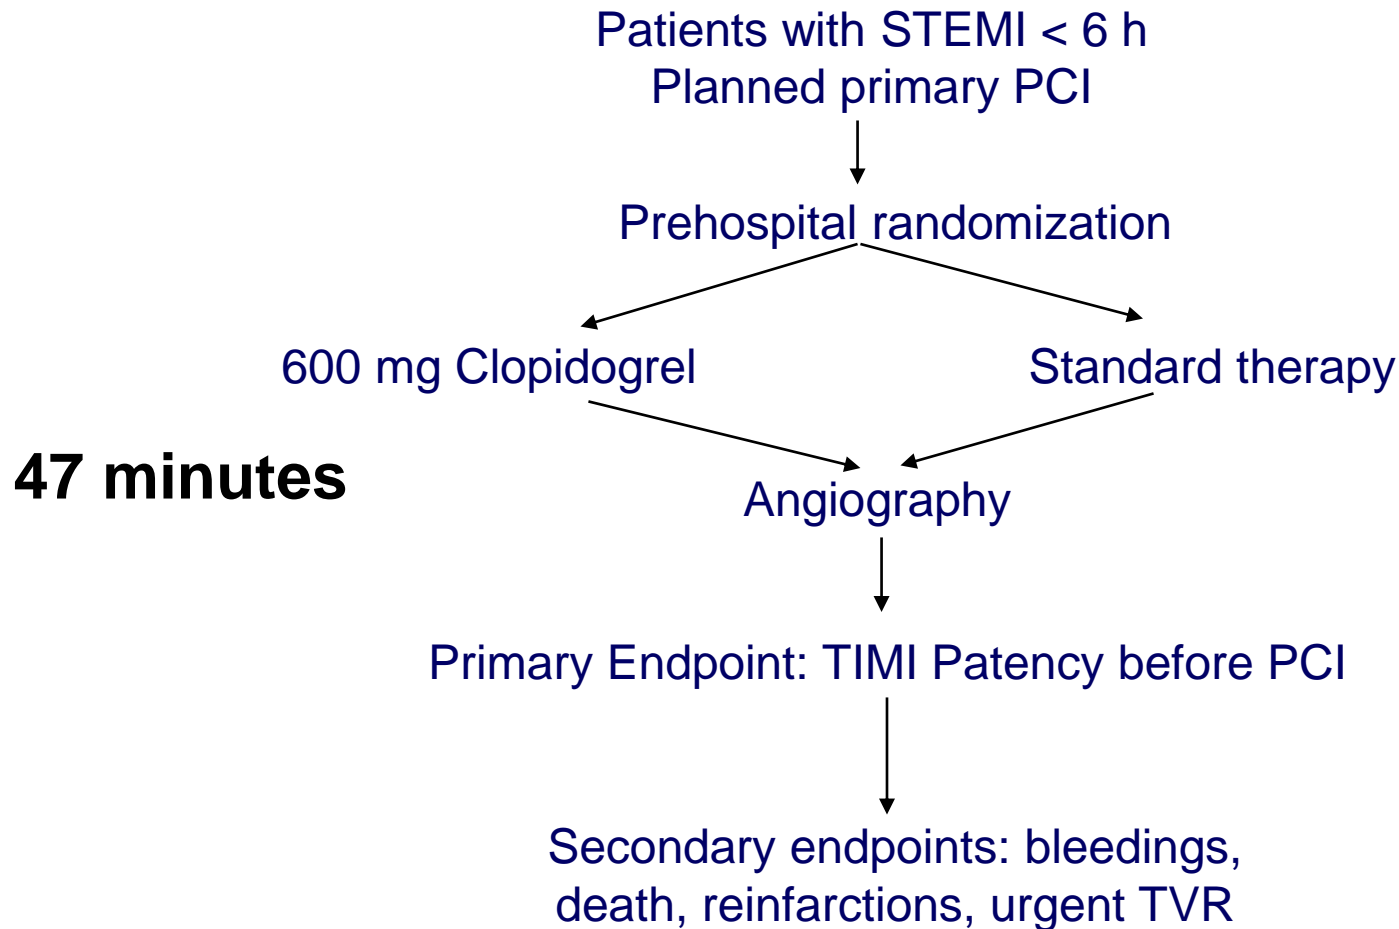 Patients with STEMI < 6 h
Planned primary PCI
Prehospital randomization
600 mg Clopidogrel
Standard therapy
47 minutes
Angiography
Primary Endpoint: TIMI Patency before PCI
Secondary endpoints: bleedings,
death, reinfarctions, urgent TVR